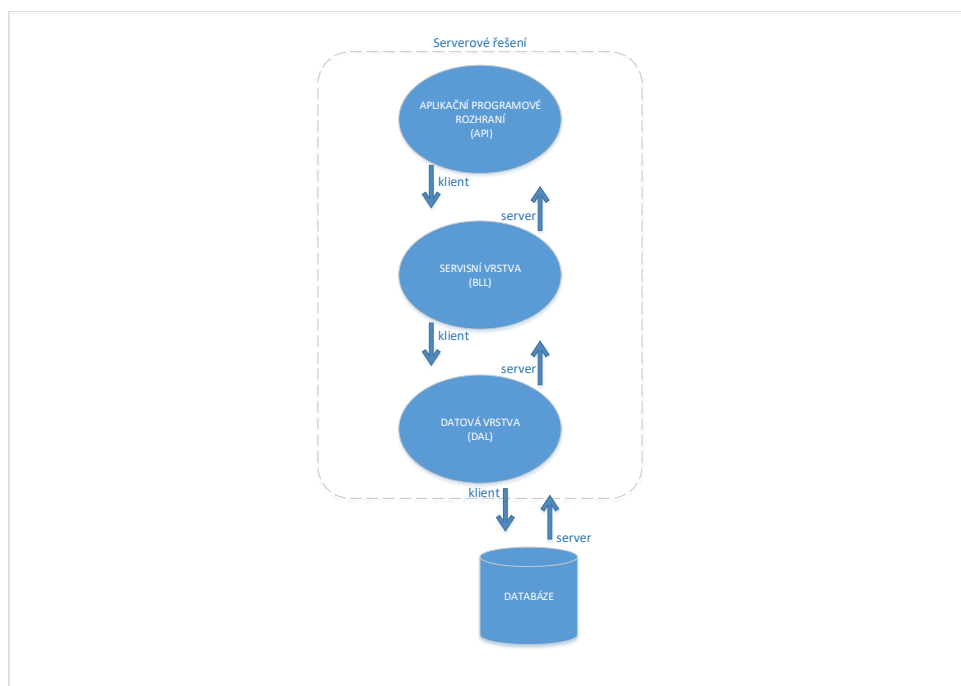 Serverové řešení
APLIKAČNÍ PROGRAMOVÉ
ROZHRANÍ
(API)
klient
server
SERVISNÍ VRSTVA
(BLL)
klient
server
DATOVÁ VRSTVA
(DAL)
klient
server
DATABÁZE